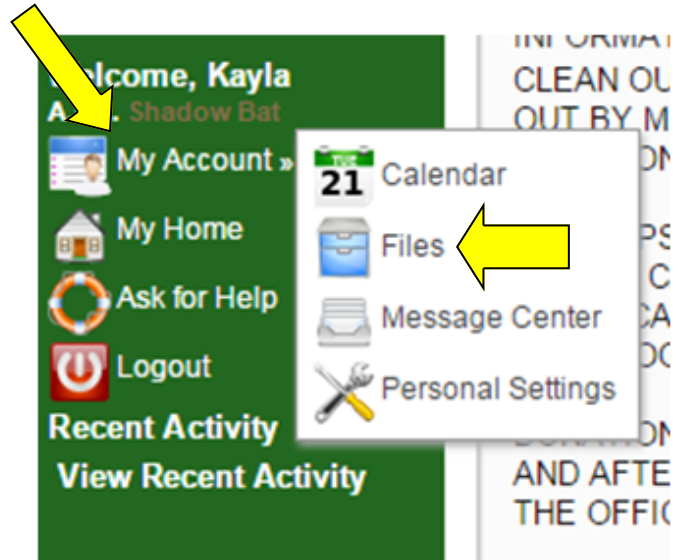 Welcome, Kayla
Shadow Bat
My Account »
My Home
Ask for Help
Logout
Recent Activity
View Recent Activity
TUE
21 Calendar
Files
Message Center
Personal Settings
CLEAN OU
OUT BY M
AND AFTE
THE OFFIC